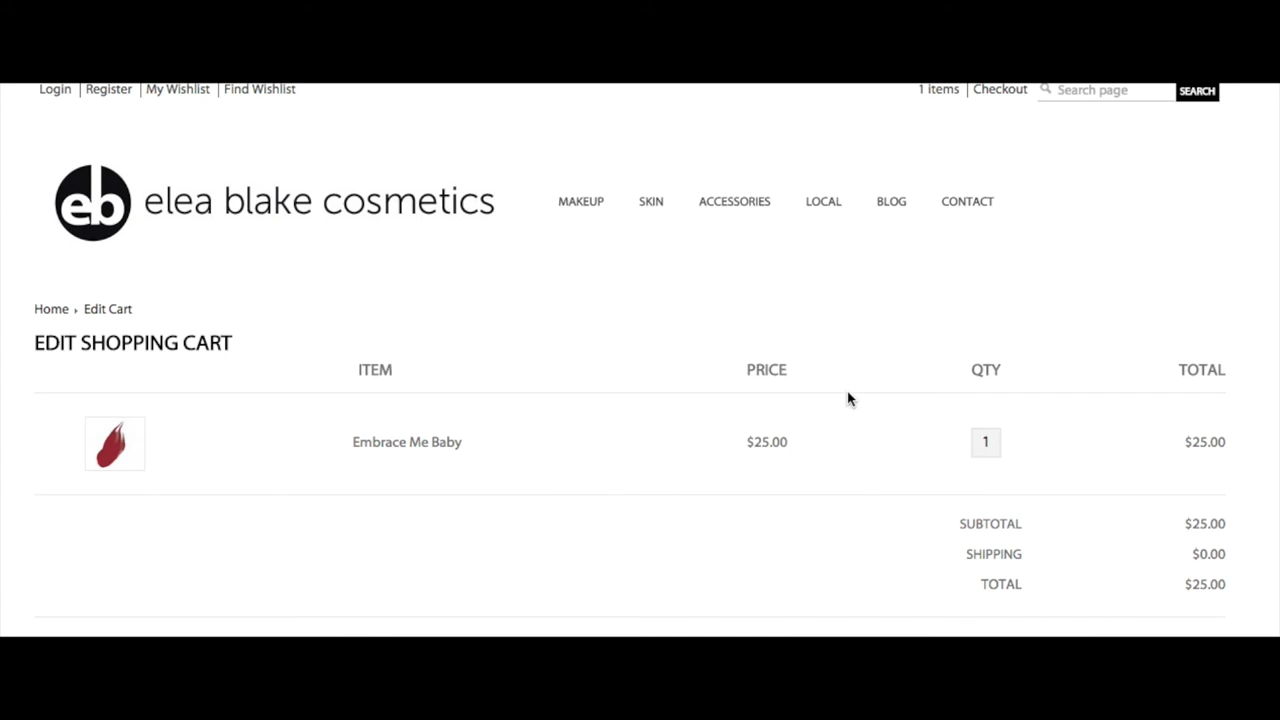 Login | Register | My Wishlist | Find Wishlist
1 items | Checkout
Search page
SEARCH
eb elea blake cosmetics
MAKEUP SKIN ACCESSORIES LOCAL BLOG CONTACT
Home › Edit Cart
EDIT SHOPPING CART
ITEM PRICE QTY TOTAL
Embrace Me Baby $25.00 1 $25.00
SUBTOTAL $25.00
SHIPPING $0.00
TOTAL $25.00